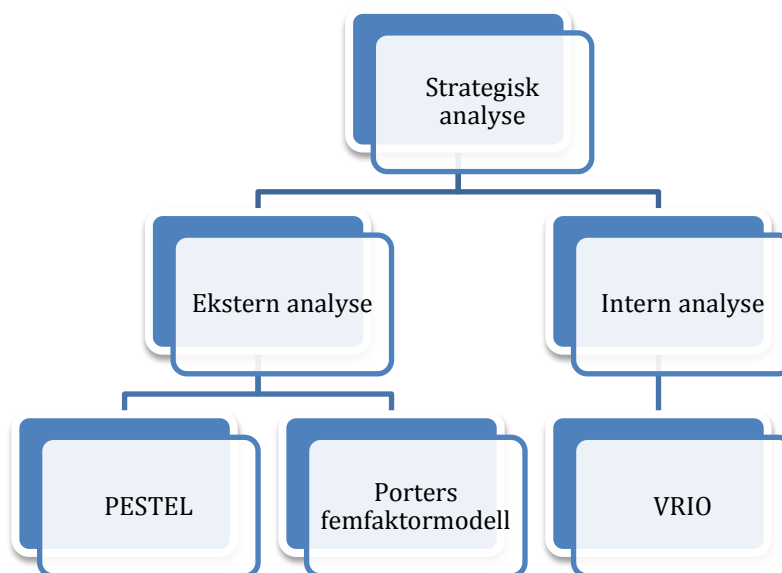 Strategisk
analyse
Ekstern analyse
Intern analyse
PESTEL
Porters
femfaktormodell
VRIO